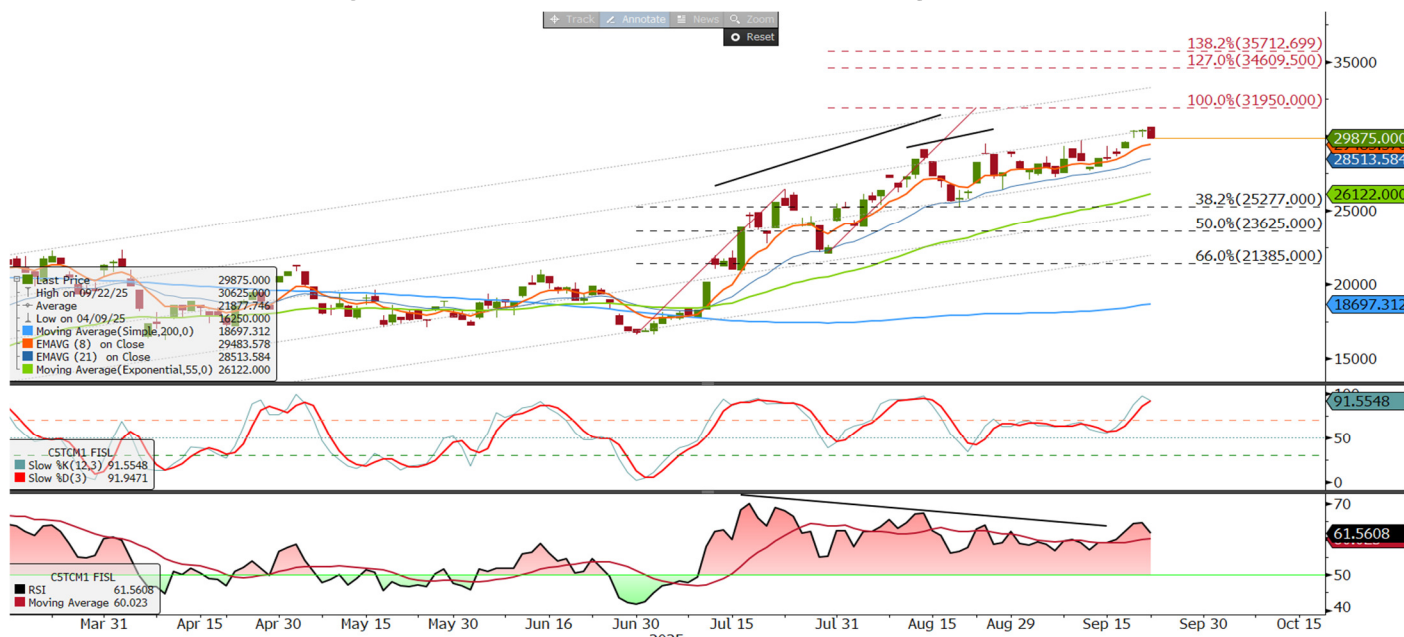 Track Annotate News Zoom
Reset
138.2%(35712.699)
127.0%(34609.500)
100.0%(31950.000)
38.2%(25277.000)
50.0%(23625.000)
66.0%(21385.000)
35000
29875.000
28513.584
26122.000
25000
20000
18697.312
15000
Last Price 29875.000
High on 09/22/25 30625.000
Average 21877.746
Low on 04/09/25 16250.000
Moving Average(Simple,200,0) 18697.312
EMAVG (8) on Close 29483.578
EMAVG (21) on Close 28513.584
Moving Average(Exponential,55,0) 26122.000
100
91.5548
50
0
C5TCM1 FISL
Slow %K(12,3) 91.5548
Slow %D(3) 91.9471
70
61.5608
50
40
C5TCM1 FISL
RSI 61.5608
Moving Average 60.023
Mar 31 Apr 15 Apr 30 May 15 May 30 Jun 16 Jun 30 Jul 15 Jul 31 Aug 15 Aug 29 Sep 15 Sep 30 Oct 15
2025